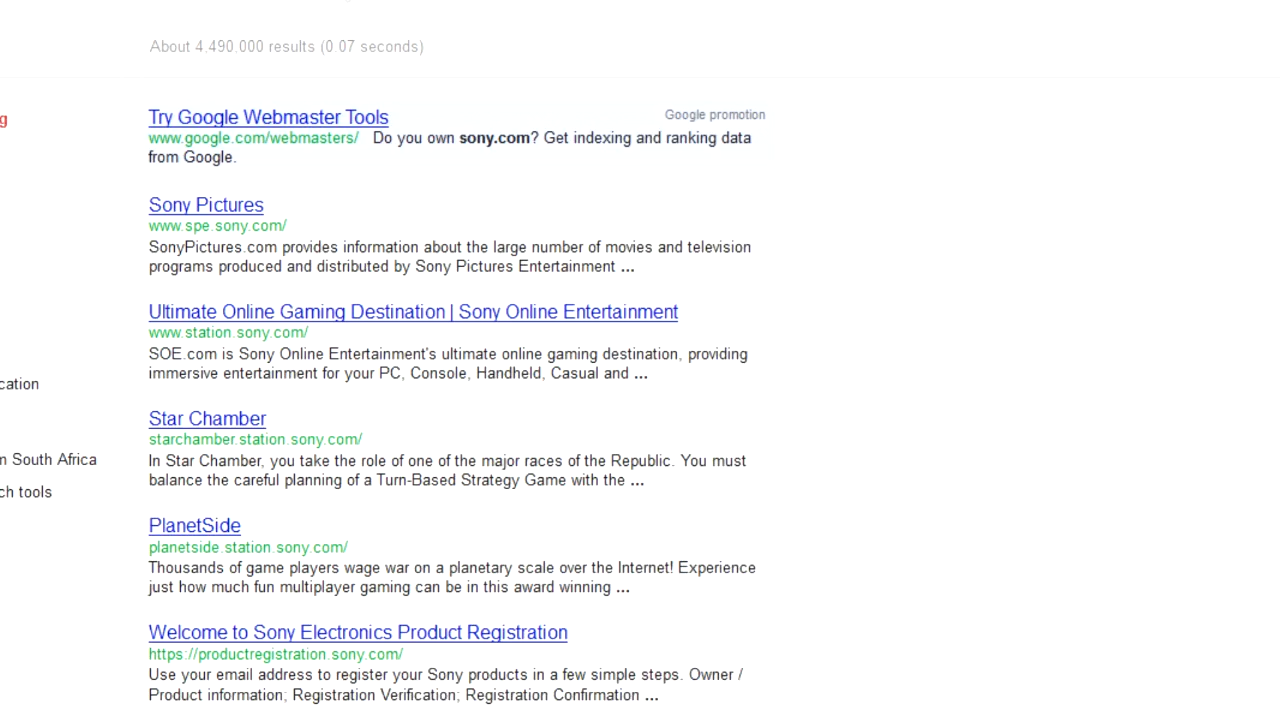 About 4,490,000 results (0.07 seconds)
g
Try Google Webmaster Tools
Google promotion
www.google.com/webmasters/ Do you own sony.com? Get indexing and ranking data
from Google.
Sony Pictures
www.spe.sony.com/
SonyPictures.com provides information about the large number of movies and television
programs produced and distributed by Sony Pictures Entertainment ...
Ultimate Online Gaming Destination | Sony Online Entertainment
www.station.sony.com/
SOE.com is Sony Online Entertainment's ultimate online gaming destination, providing
immersive entertainment for your PC, Console, Handheld, Casual and ...
cation
Star Chamber
starchamber.station.sony.com/
m South Africa
In Star Chamber, you take the role of one of the major races of the Republic. You must
balance the careful planning of a Turn-Based Strategy Game with the ...
ch tools
PlanetSide
planetside.station.sony.com/
Thousands of game players wage war on a planetary scale over the Internet! Experience
just how much fun multiplayer gaming can be in this award winning ...
Welcome to Sony Electronics Product Registration
https://productregistration.sony.com/
Use your email address to register your Sony products in a few simple steps. Owner /
Product information; Registration Verification; Registration Confirmation ...